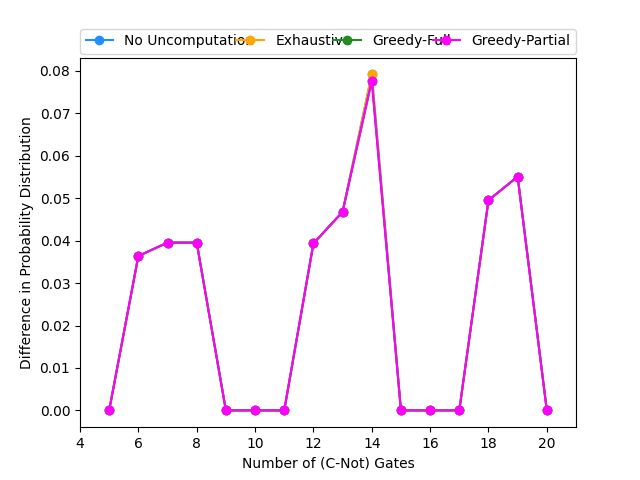 No Uncomputation Exhaustive Greedy-Full Greedy-Partial
0.08
0.07
0.06
0.05
0.04
0.03
0.02
0.01
0.00
Difference in Probability Distribution
4 6 8 10 12 14 16 18 20
Number of (C-Not) Gates